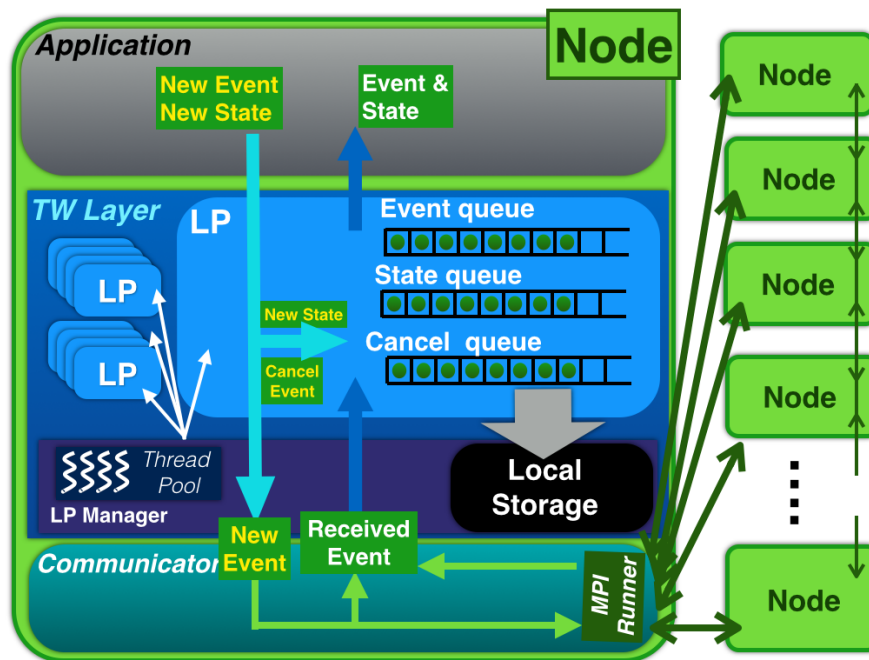 Application
Node
New Event
New State
Event &
State
TW Layer
LP
Event queue
State queue
Cancel queue
New State
Cancel
Event
LP
LP
Thread
Pool
LP Manager
Local
Storage
New
Event
Received
Event
Communicator
MPI
Runner
Node
Node
Node
Node
Node